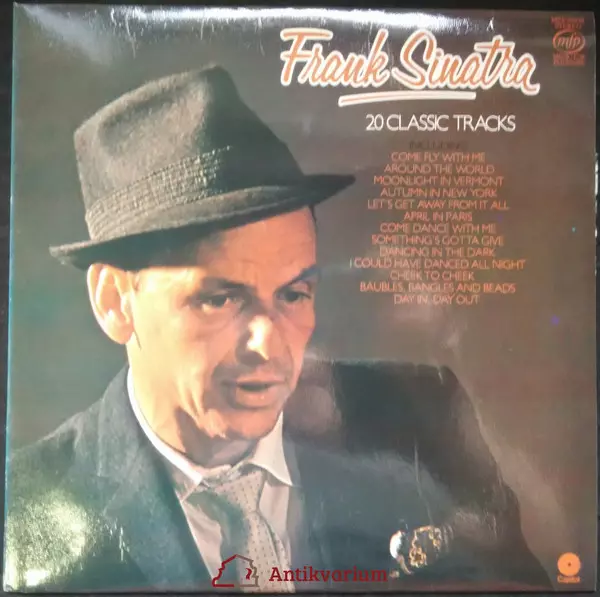 Frank Sinatra
mfp
20 CLASSIC TRACKS
INCLUDING
COME FLY WITH ME
AROUND THE WORLD
MOONLIGHT IN VERMONT
AUTUMN IN NEW YORK
LET'S GET AWAY FROM IT ALL
APRIL IN PARIS
COME DANCE WITH ME
SOMETHING'S GOTTA GIVE
DANCING IN THE DARK
I COULD HAVE DANCED ALL NIGHT
CHEEK TO CHEEK
BAUBLES, BANGLES AND BEADS
DAY IN, DAY OUT
Capitol
Antikvarium